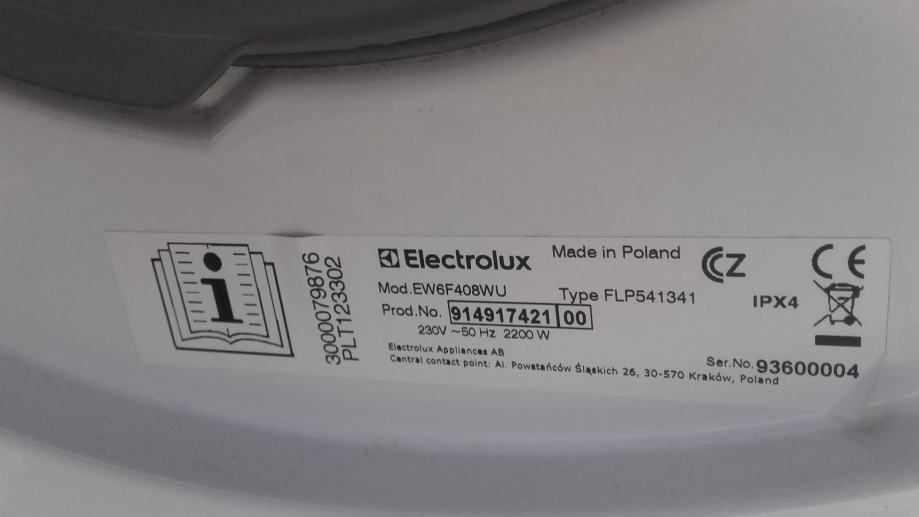 3000079876
PLT123302
Electrolux
Made in Poland
CZ
CE
Mod.EW6F408WU
Type FLP541341
IPX4
Prod.No. 914917421 00
230V ~50 Hz 2200 W
Electrolux Appliances AB
Central contact point: Al. Powstańców Śląskich 26, 30-570 Kraków, Poland
Ser.No. 93600004